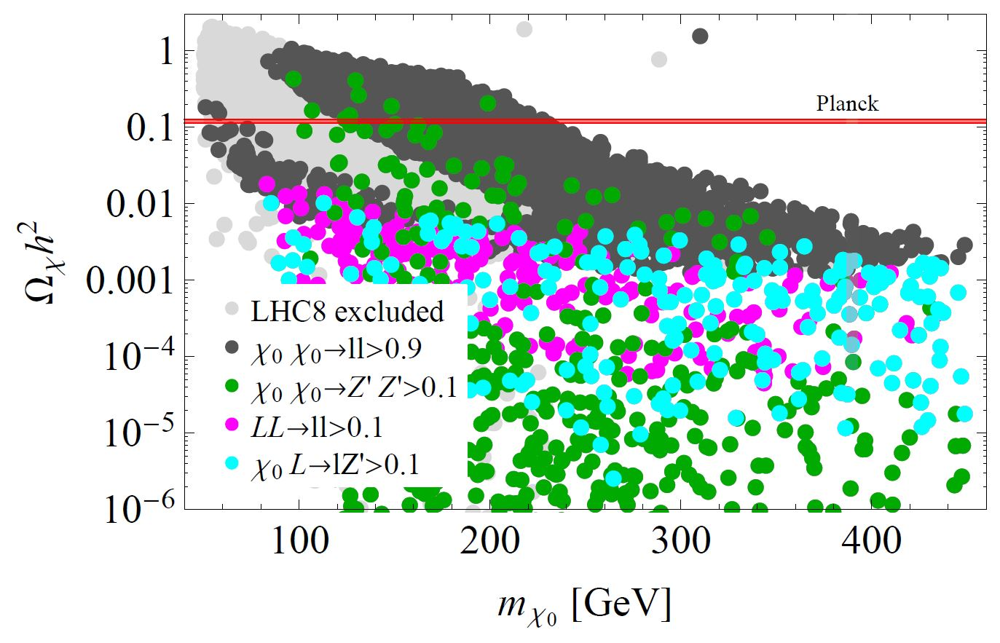 1
0.1
0.01
0.001
10⁻⁴
10⁻⁵
10⁻⁶
Ωχh²
Planck
LHC8 excluded
χ₀ χ₀→ll>0.9
χ₀ χ₀→Z' Z'>0.1
LL→ll>0.1
χ₀ L→lZ'>0.1
100 200 300 400
mχ₀ [GeV]